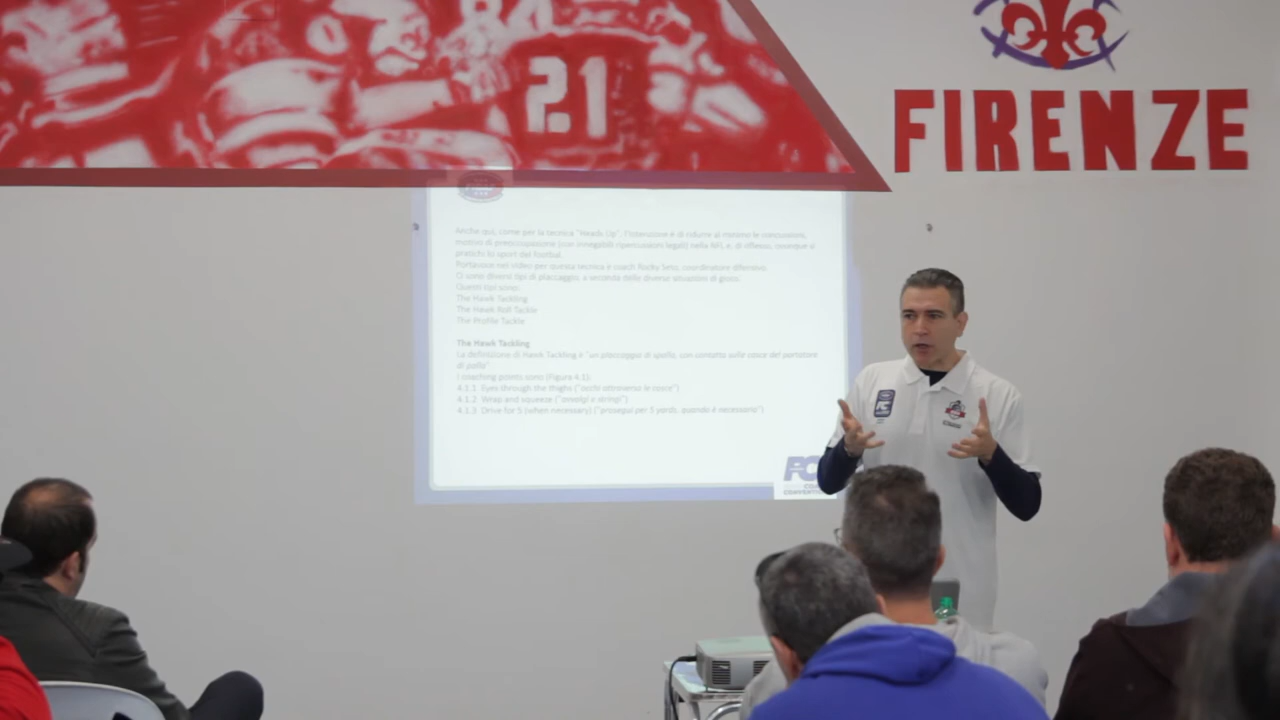 84
21
FIRENZE
Anche qui, come per la tecnica "Heads Up", l'ostensione è di ridurre al minimo le concussioni,
motivo di preoccupazione (con innegabili ripercussioni legali) nella NFL e, di riflesso, ovunque si
pratichi lo sport del football.
Portavoce nel video per questa tecnica è coach Rocky Seto, coordinatore difensivo
Ci sono diversi tipi di placcaggio, a seconda delle diverse situazioni di gioco.
Questi tipi sono:
The Hawk Tackling
The Hawk Roll Tackle
The Profile Tackle
The Hawk Tackling
La definizione di Hawk Tackling è "un placcaggio di spalla, con contatto sulle cosce del portatore
di palla"
I coaching points sono (Figura 4.1):
4.1.1 Eyes through the thighs ("occhi attraverso le cosce")
4.1.2 Wrap and squeeze ("avvolgi e stringi")
4.1.3 Drive for 5 (when necessary) ("prosegui per 5 yards, quando è necessario")